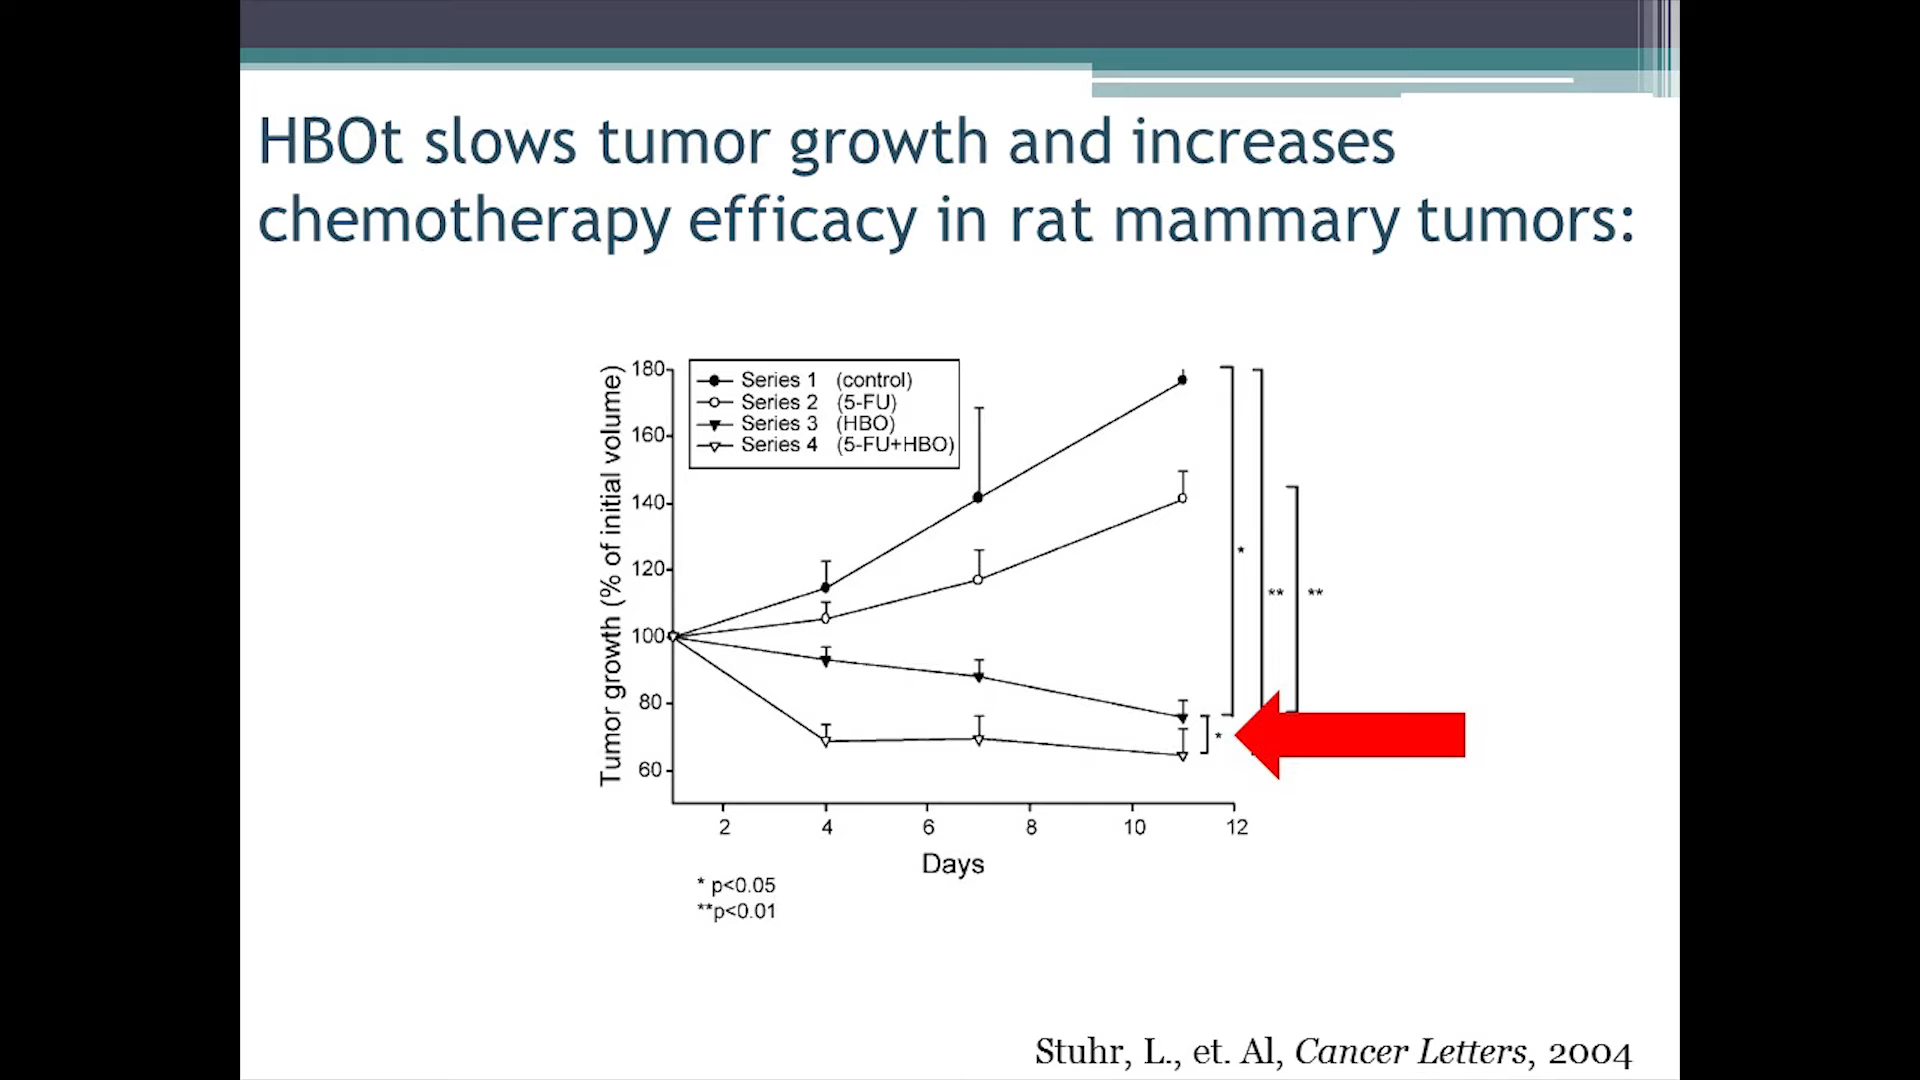 HBOt slows tumor growth and increases
chemotherapy efficacy in rat mammary tumors:
Tumor growth (% of initial volume)
180
160
140
120
100
80
60
Series 1 (control)
Series 2 (5-FU)
Series 3 (HBO)
Series 4 (5-FU+HBO)
*
**
**
*
2 4 6 8 10 12
Days
* p<0.05
**p<0.01
Stuhr, L., et. Al, Cancer Letters, 2004